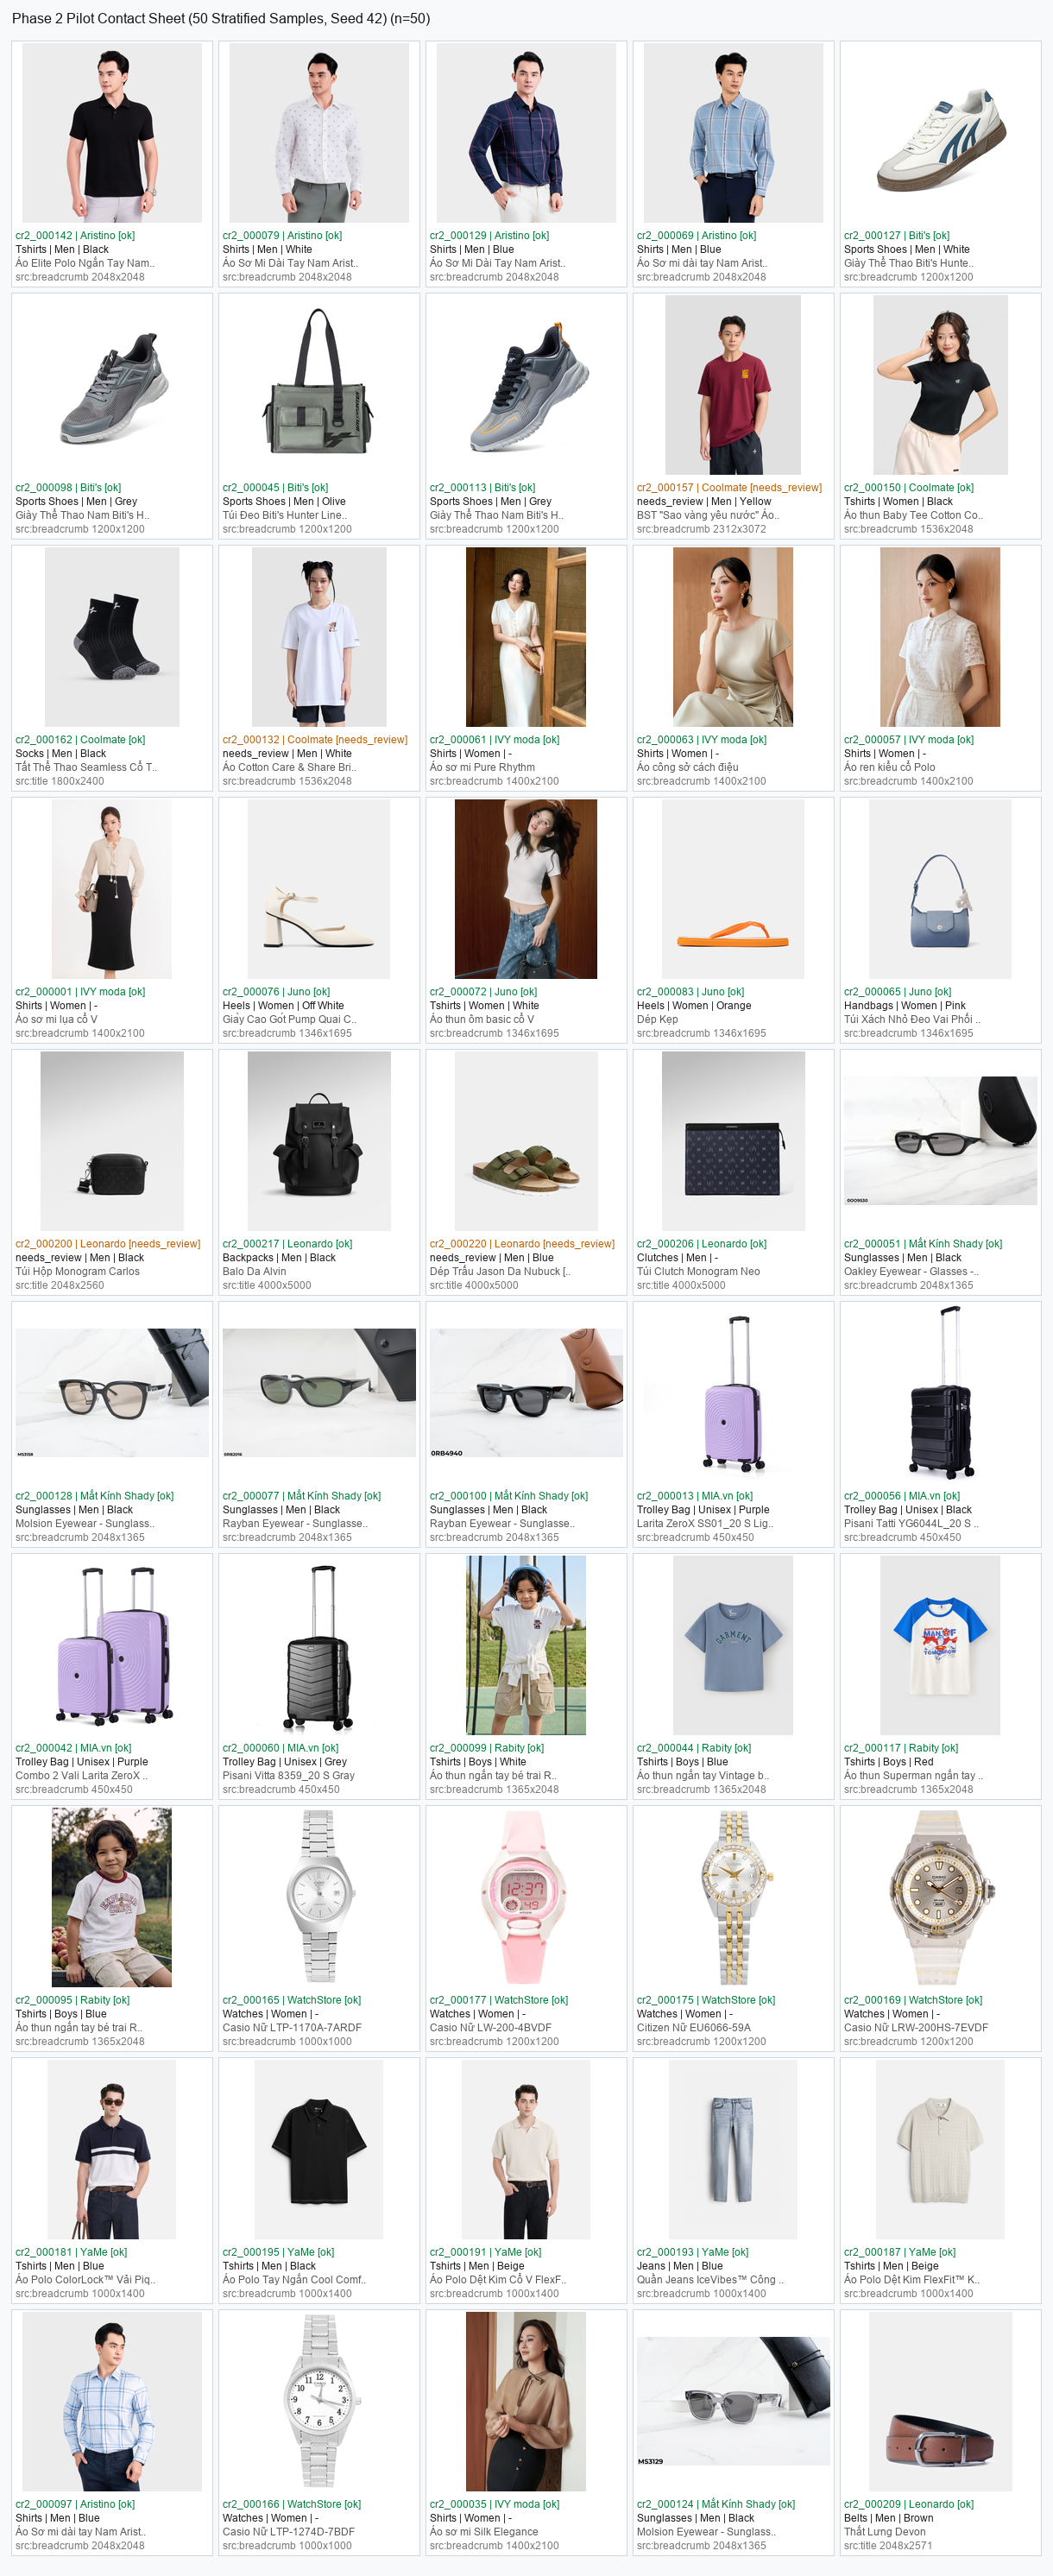 Phase 2 Pilot Contact Sheet (50 Stratified Samples, Seed 42) (n=50)
cr2_000142 | Aristino [ok]
Tshirts | Men | Black
Áo Elite Polo Ngắn Tay Nam..
src:breadcrumb 2048x2048
cr2_000079 | Aristino [ok]
Shirts | Men | White
Áo Sơ Mi Dài Tay Nam Arist..
src:breadcrumb 2048x2048
cr2_000129 | Aristino [ok]
Shirts | Men | Blue
Áo Sơ Mi Dài Tay Nam Arist..
src:breadcrumb 2048x2048
cr2_000069 | Aristino [ok]
Shirts | Men | Blue
Áo Sơ mi dài tay Nam Arist..
src:breadcrumb 2048x2048
cr2_000127 | Biti's [ok]
Sports Shoes | Men | White
Giày Thể Thao Biti's Hunte..
src:breadcrumb 1200x1200
cr2_000098 | Biti's [ok]
Sports Shoes | Men | Grey
Giày Thể Thao Nam Biti's H..
src:breadcrumb 1200x1200
cr2_000045 | Biti's [ok]
Sports Shoes | Men | Olive
Túi Đeo Biti's Hunter Line..
src:breadcrumb 1200x1200
cr2_000113 | Biti's [ok]
Sports Shoes | Men | Grey
Giày Thể Thao Nam Biti's H..
src:breadcrumb 1200x1200
cr2_000157 | Coolmate [needs_review]
needs_review | Men | Yellow
BST "Sao vàng yêu nước" Áo..
src:breadcrumb 2312x3072
cr2_000150 | Coolmate [ok]
Tshirts | Women | Black
Áo thun Baby Tee Cotton Co..
src:breadcrumb 1536x2048
cr2_000162 | Coolmate [ok]
Socks | Men | Black
Tất Thể Thao Seamless Cổ T..
src:title 1800x2400
cr2_000132 | Coolmate [needs_review]
needs_review | Men | White
Áo Cotton Care & Share Bri..
src:breadcrumb 1536x2048
cr2_000061 | IVY moda [ok]
Shirts | Women | -
Áo sơ mi Pure Rhythm
src:breadcrumb 1400x2100
cr2_000063 | IVY moda [ok]
Shirts | Women | -
Áo công sở cách điệu
src:breadcrumb 1400x2100
cr2_000057 | IVY moda [ok]
Shirts | Women | -
Áo ren kiểu cổ Polo
src:breadcrumb 1400x2100
cr2_000001 | IVY moda [ok]
Shirts | Women | -
Áo sơ mi lụa cổ V
src:breadcrumb 1400x2100
cr2_000076 | Juno [ok]
Heels | Women | Off White
Giày Cao Gót Pump Quai C..
src:breadcrumb 1346x1695
cr2_000072 | Juno [ok]
Tshirts | Women | White
Áo thun ôm basic cổ V
src:breadcrumb 1346x1695
cr2_000083 | Juno [ok]
Heels | Women | Orange
Dép Kẹp
src:breadcrumb 1346x1695
cr2_000065 | Juno [ok]
Handbags | Women | Pink
Túi Xách Nhỏ Đeo Vai Phối ..
src:breadcrumb 1346x1695
cr2_000200 | Leonardo [needs_review]
needs_review | Men | Black
Túi Hộp Monogram Carlos
src:title 2048x2560
cr2_000217 | Leonardo [ok]
Backpacks | Men | Black
Balo Da Alvin
src:title 4000x5000
cr2_000220 | Leonardo [needs_review]
needs_review | Men | Blue
Dép Trấu Jason Da Nubuck [..
src:title 4000x5000
cr2_000206 | Leonardo [ok]
Clutches | Men | -
Túi Clutch Monogram Neo
src:title 4000x5000
cr2_000051 | Mắt Kính Shady [ok]
Sunglasses | Men | Black
Oakley Eyewear - Glasses -..
src:breadcrumb 2048x1365
cr2_000128 | Mắt Kính Shady [ok]
Sunglasses | Men | Black
Molsion Eyewear - Sunglass..
src:breadcrumb 2048x1365
cr2_000077 | Mắt Kính Shady [ok]
Sunglasses | Men | Black
Rayban Eyewear - Sunglasse..
src:breadcrumb 2048x1365
0RB4940
cr2_000100 | Mắt Kính Shady [ok]
Sunglasses | Men | Black
Rayban Eyewear - Sunglasse..
src:breadcrumb 2048x1365
cr2_000013 | MIA.vn [ok]
Trolley Bag | Unisex | Purple
Larita ZeroX SS01_20 S Lig..
src:breadcrumb 450x450
cr2_000056 | MIA.vn [ok]
Trolley Bag | Unisex | Black
Pisani Tatti YG6044L_20 S ..
src:breadcrumb 450x450
cr2_000042 | MIA.vn [ok]
Trolley Bag | Unisex | Purple
Combo 2 Vali Larita ZeroX ..
src:breadcrumb 450x450
cr2_000060 | MIA.vn [ok]
Trolley Bag | Unisex | Grey
Pisani Vitta 8359_20 S Gray
src:breadcrumb 450x450
cr2_000099 | Rabity [ok]
Tshirts | Boys | White
Áo thun ngắn tay bé trai R..
src:breadcrumb 1365x2048
GARMENT
cr2_000044 | Rabity [ok]
Tshirts | Boys | Blue
Áo thun ngắn tay Vintage b..
src:breadcrumb 1365x2048
MAN OF
TOMORROW
cr2_000117 | Rabity [ok]
Tshirts | Boys | Red
Áo thun Superman ngắn tay ..
src:breadcrumb 1365x2048
cr2_000095 | Rabity [ok]
Tshirts | Boys | Blue
Áo thun ngắn tay bé trai R..
src:breadcrumb 1365x2048
cr2_000165 | WatchStore [ok]
Watches | Women | -
Casio Nữ LTP-1170A-7ARDF
src:breadcrumb 1000x1000
12:37
49
cr2_000177 | WatchStore [ok]
Watches | Women | -
Casio Nữ LW-200-4BVDF
src:breadcrumb 1200x1200
cr2_000175 | WatchStore [ok]
Watches | Women | -
Citizen Nữ EU6066-59A
src:breadcrumb 1200x1200
cr2_000169 | WatchStore [ok]
Watches | Women | -
Casio Nữ LRW-200HS-7EVDF
src:breadcrumb 1200x1200
cr2_000181 | YaMe [ok]
Tshirts | Men | Blue
Áo Polo ColorLock™ Vải Piq..
src:breadcrumb 1000x1400
cr2_000195 | YaMe [ok]
Tshirts | Men | Black
Áo Polo Tay Ngắn Cool Comf..
src:breadcrumb 1000x1400
cr2_000191 | YaMe [ok]
Tshirts | Men | Beige
Áo Polo Dệt Kim Cổ V FlexF..
src:breadcrumb 1000x1400
cr2_000193 | YaMe [ok]
Jeans | Men | Blue
Quần Jeans IceVibes™ Công ..
src:breadcrumb 1000x1400
cr2_000187 | YaMe [ok]
Tshirts | Men | Beige
Áo Polo Dệt Kim FlexFit™ K..
src:breadcrumb 1000x1400
cr2_000097 | Aristino [ok]
Shirts | Men | Blue
Áo Sơ mi dài tay Nam Arist..
src:breadcrumb 2048x2048
cr2_000166 | WatchStore [ok]
Watches | Women | -
Casio Nữ LTP-1274D-7BDF
src:breadcrumb 1000x1000
cr2_000035 | IVY moda [ok]
Shirts | Women | -
Áo sơ mi Silk Elegance
src:breadcrumb 1400x2100
MS3129
cr2_000124 | Mắt Kính Shady [ok]
Sunglasses | Men | Black
Molsion Eyewear - Sunglass..
src:breadcrumb 2048x1365
cr2_000209 | Leonardo [ok]
Belts | Men | Brown
Thắt Lưng Devon
src:title 2048x2571